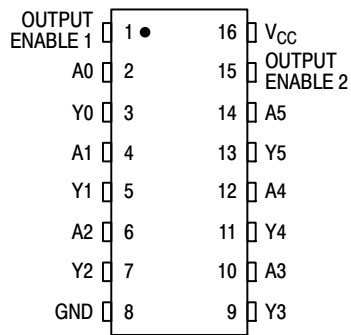 OUTPUT
ENABLE 1
1
16
VCC
A0
2
15
OUTPUT
ENABLE 2
Y0
3
14
A5
A1
4
13
Y5
Y1
5
12
A4
A2
6
11
Y4
Y2
7
10
A3
GND
8
9
Y3